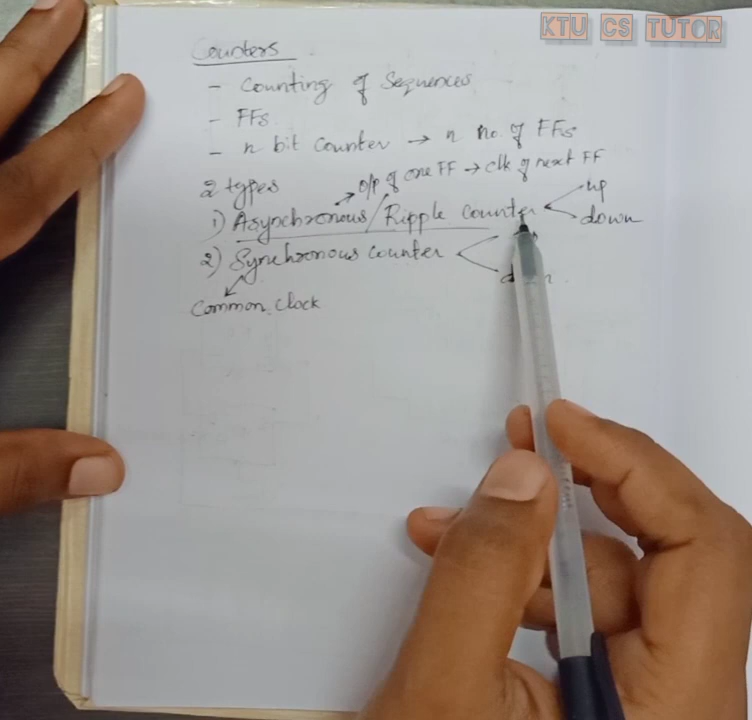 KTU CS TUTOR
Counters
- Counting of Sequences
- FFs
- n bit Counter → n no. of FFs
2 types
→ o/p of one FF → clk of next FF
1) Asynchronous/Ripple Counter
up
down
2) Synchronous Counter
Common Clock